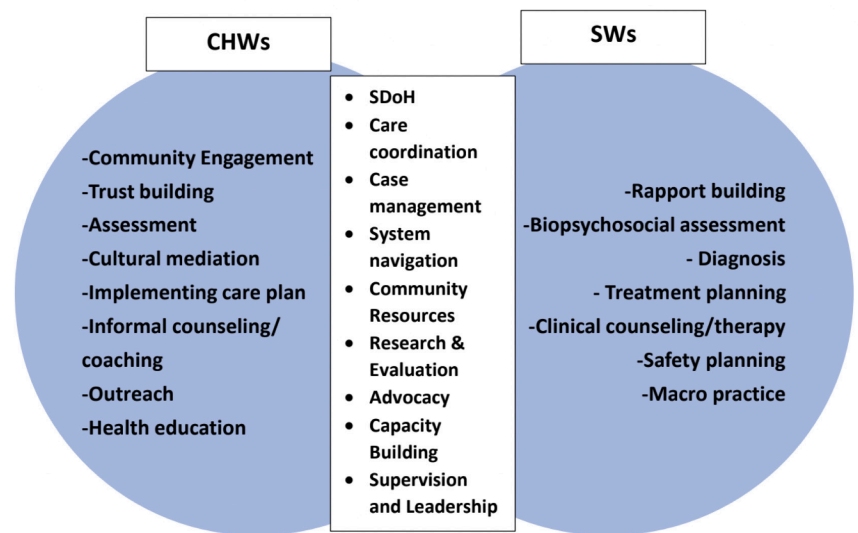 CHWs
SWs
-Community Engagement
-Trust building
-Assessment
-Cultural mediation
-Implementing care plan
-Informal counseling/
coaching
-Outreach
-Health education
• SDoH
• Care
coordination
• Case
management
• System
navigation
• Community
Resources
• Research &
Evaluation
• Advocacy
• Capacity
Building
• Supervision
and Leadership
-Rapport building
-Biopsychosocial assessment
- Diagnosis
- Treatment planning
-Clinical counseling/therapy
-Safety planning
-Macro practice